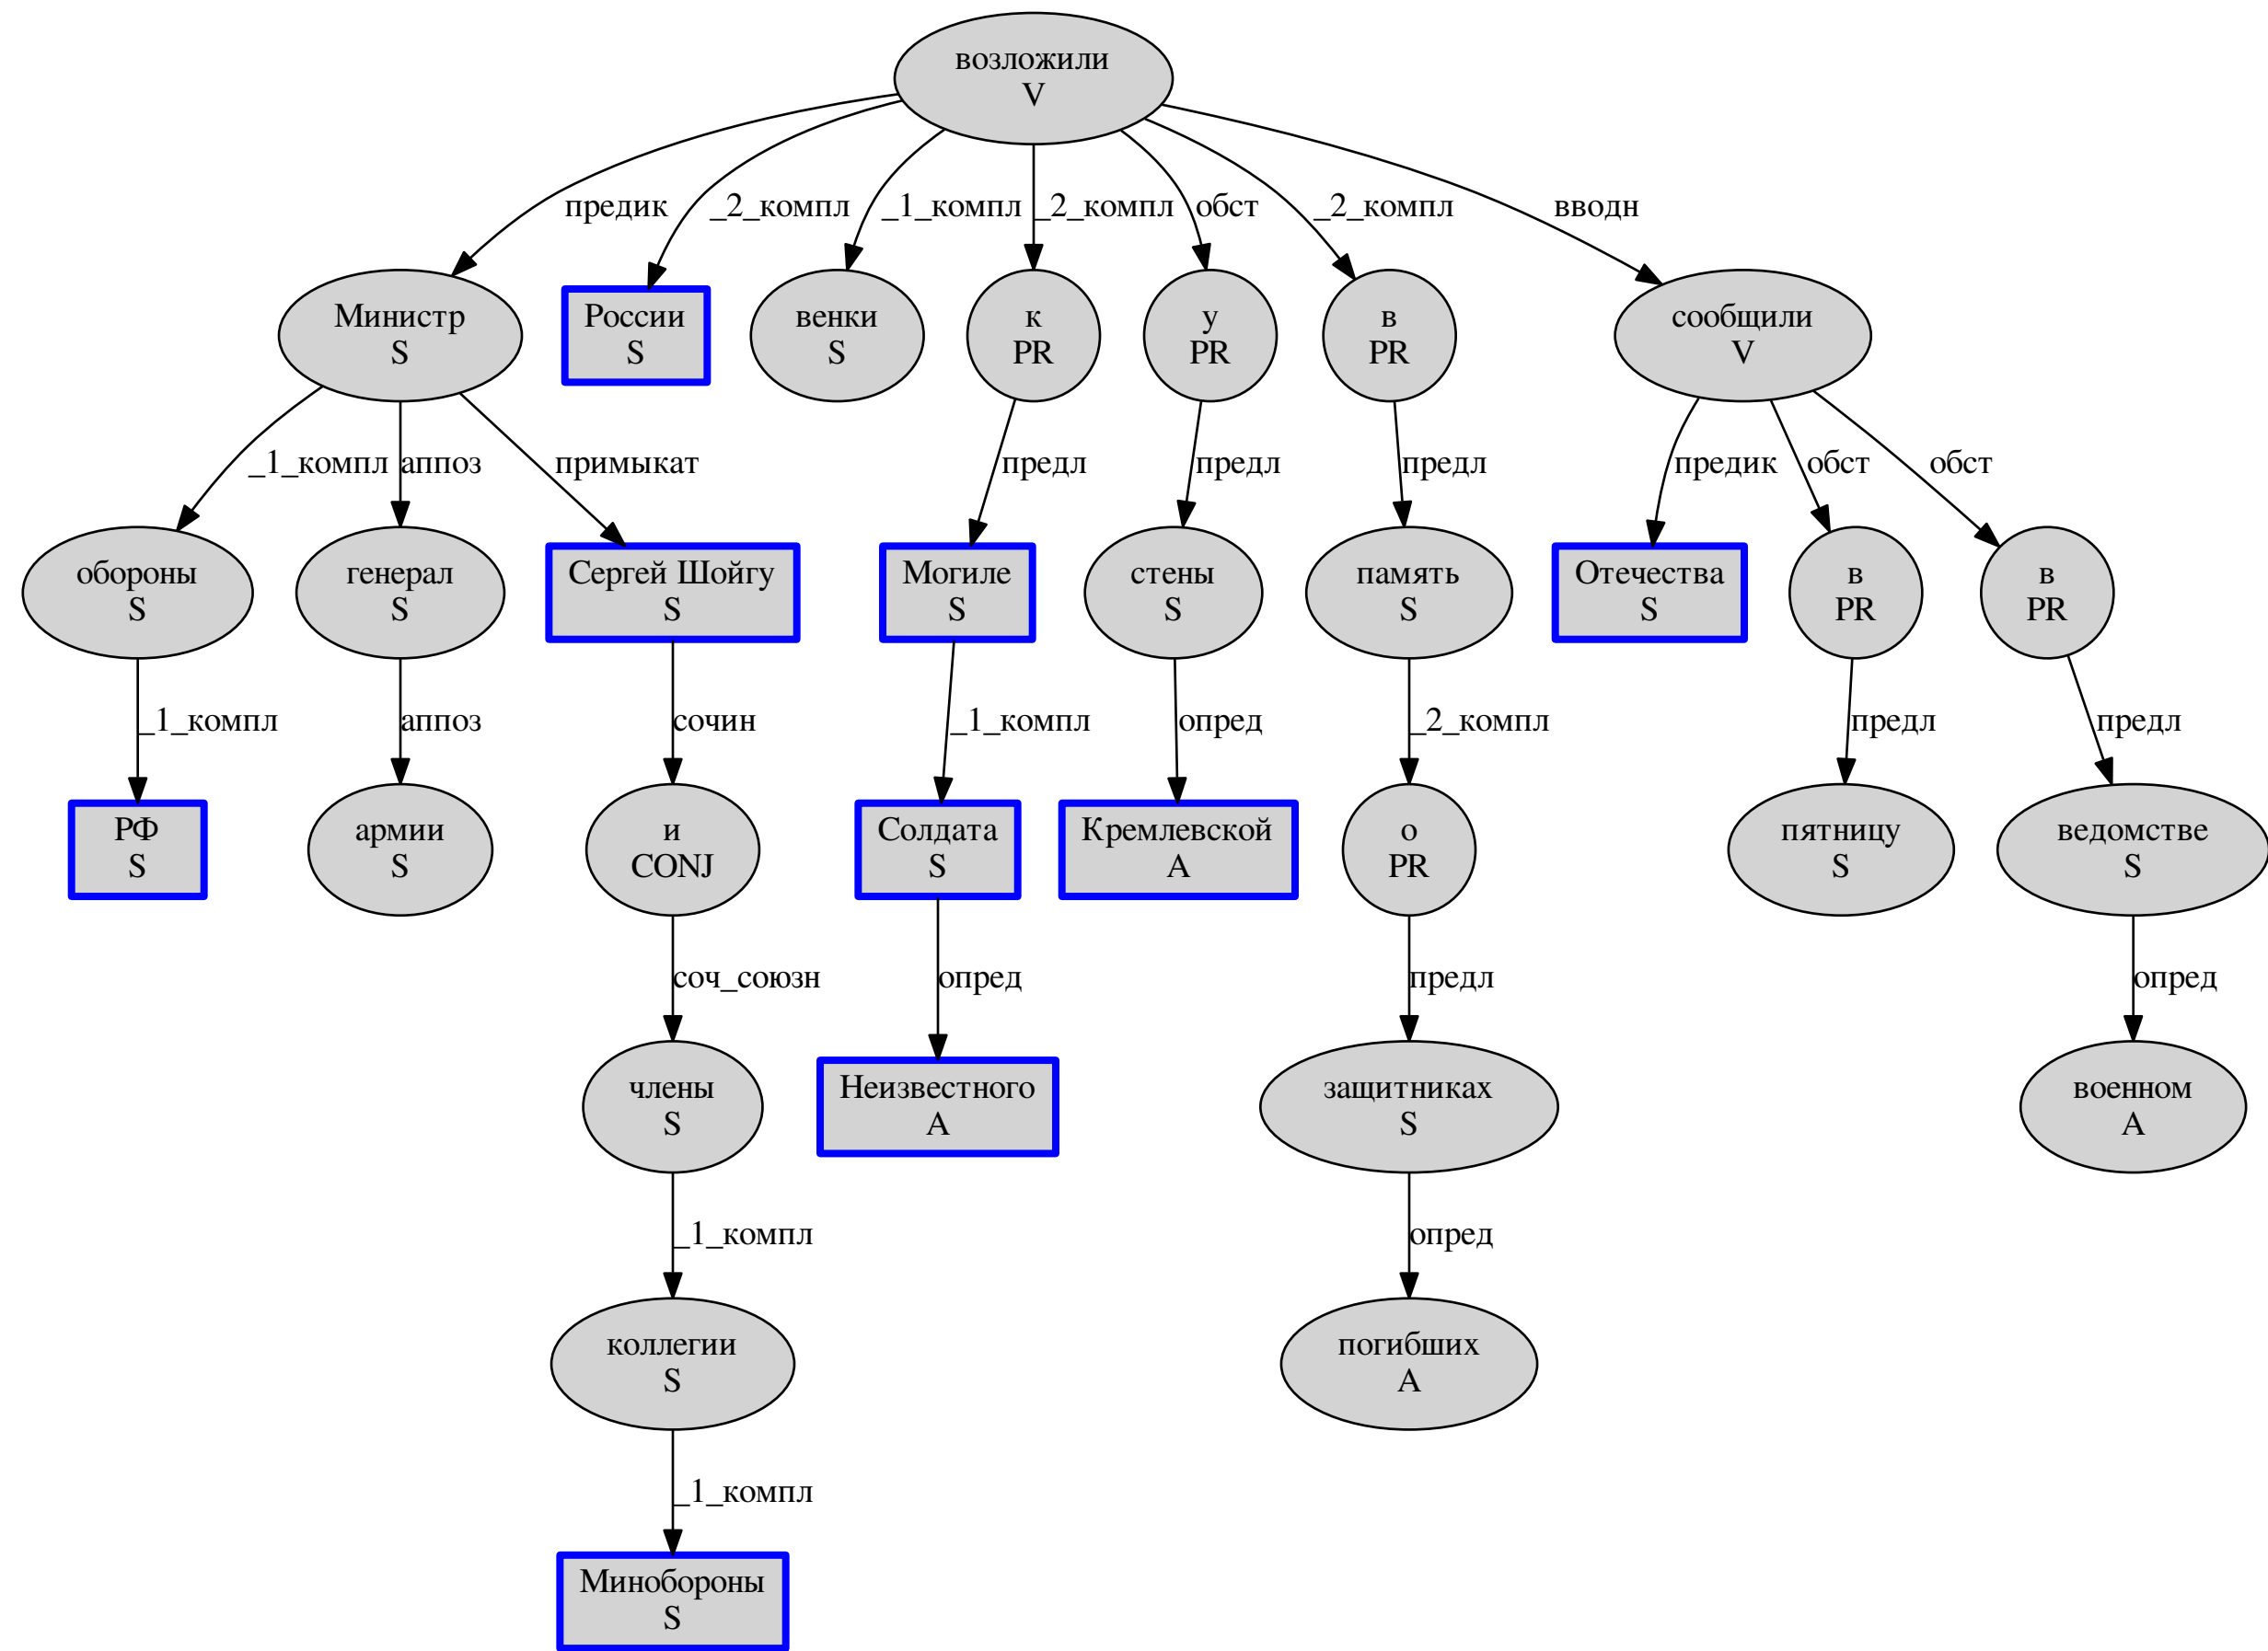 возложили
V
предик
_2_компл
_1_компл
_2_компл
обст
_2_компл
вводн
Министр
S
России
S
венки
S
к
PR
у
PR
в
PR
сообщили
V
_1_компл
аппоз
примыкат
предл
предл
предл
предик
обст
обст
обороны
S
генерал
S
Сергей Шойгу
S
Могиле
S
стены
S
память
S
Отечества
S
в
PR
в
PR
_1_компл
аппоз
сочин
_1_компл
опред
_2_компл
предл
предл
РФ
S
армии
S
и
CONJ
Солдата
S
Кремлевской
A
о
PR
пятницу
S
ведомстве
S
соч_союзн
опред
предл
опред
члены
S
Неизвестного
A
защитниках
S
военном
A
_1_компл
опред
коллегии
S
погибших
A
_1_компл
Минобороны
S